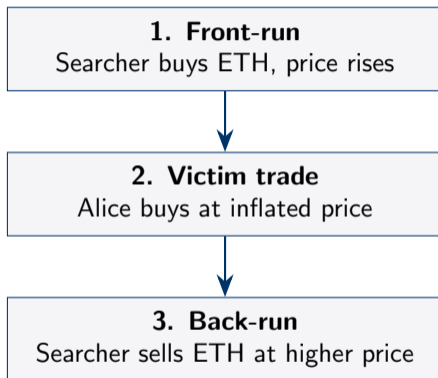 1. Front-run
Searcher buys ETH, price rises
2. Victim trade
Alice buys at inflated price
3. Back-run
Searcher sells ETH at higher price